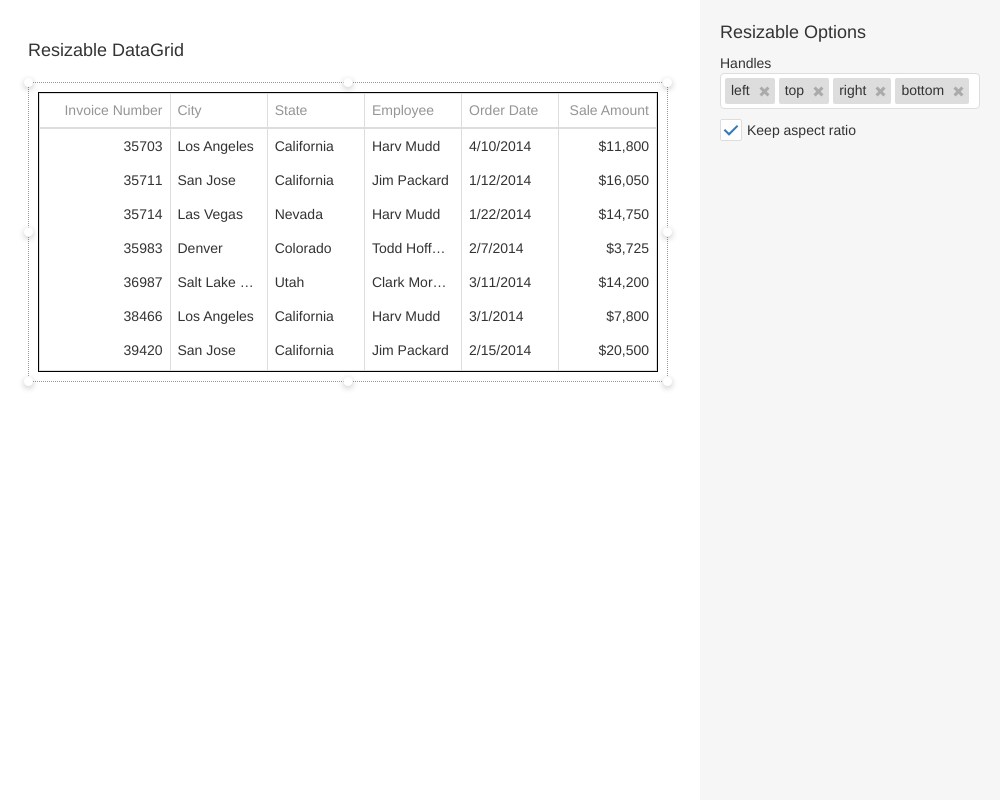 Resizable DataGrid
Invoice Number City State Employee Order Date Sale Amount
35703 Los Angeles California Harv Mudd 4/10/2014 $11,800
35711 San Jose California Jim Packard 1/12/2014 $16,050
35714 Las Vegas Nevada Harv Mudd 1/22/2014 $14,750
35983 Denver Colorado Todd Hoff… 2/7/2014 $3,725
36987 Salt Lake … Utah Clark Mor… 3/11/2014 $14,200
38466 Los Angeles California Harv Mudd 3/1/2014 $7,800
39420 San Jose California Jim Packard 2/15/2014 $20,500
Resizable Options
Handles
left top right bottom
Keep aspect ratio